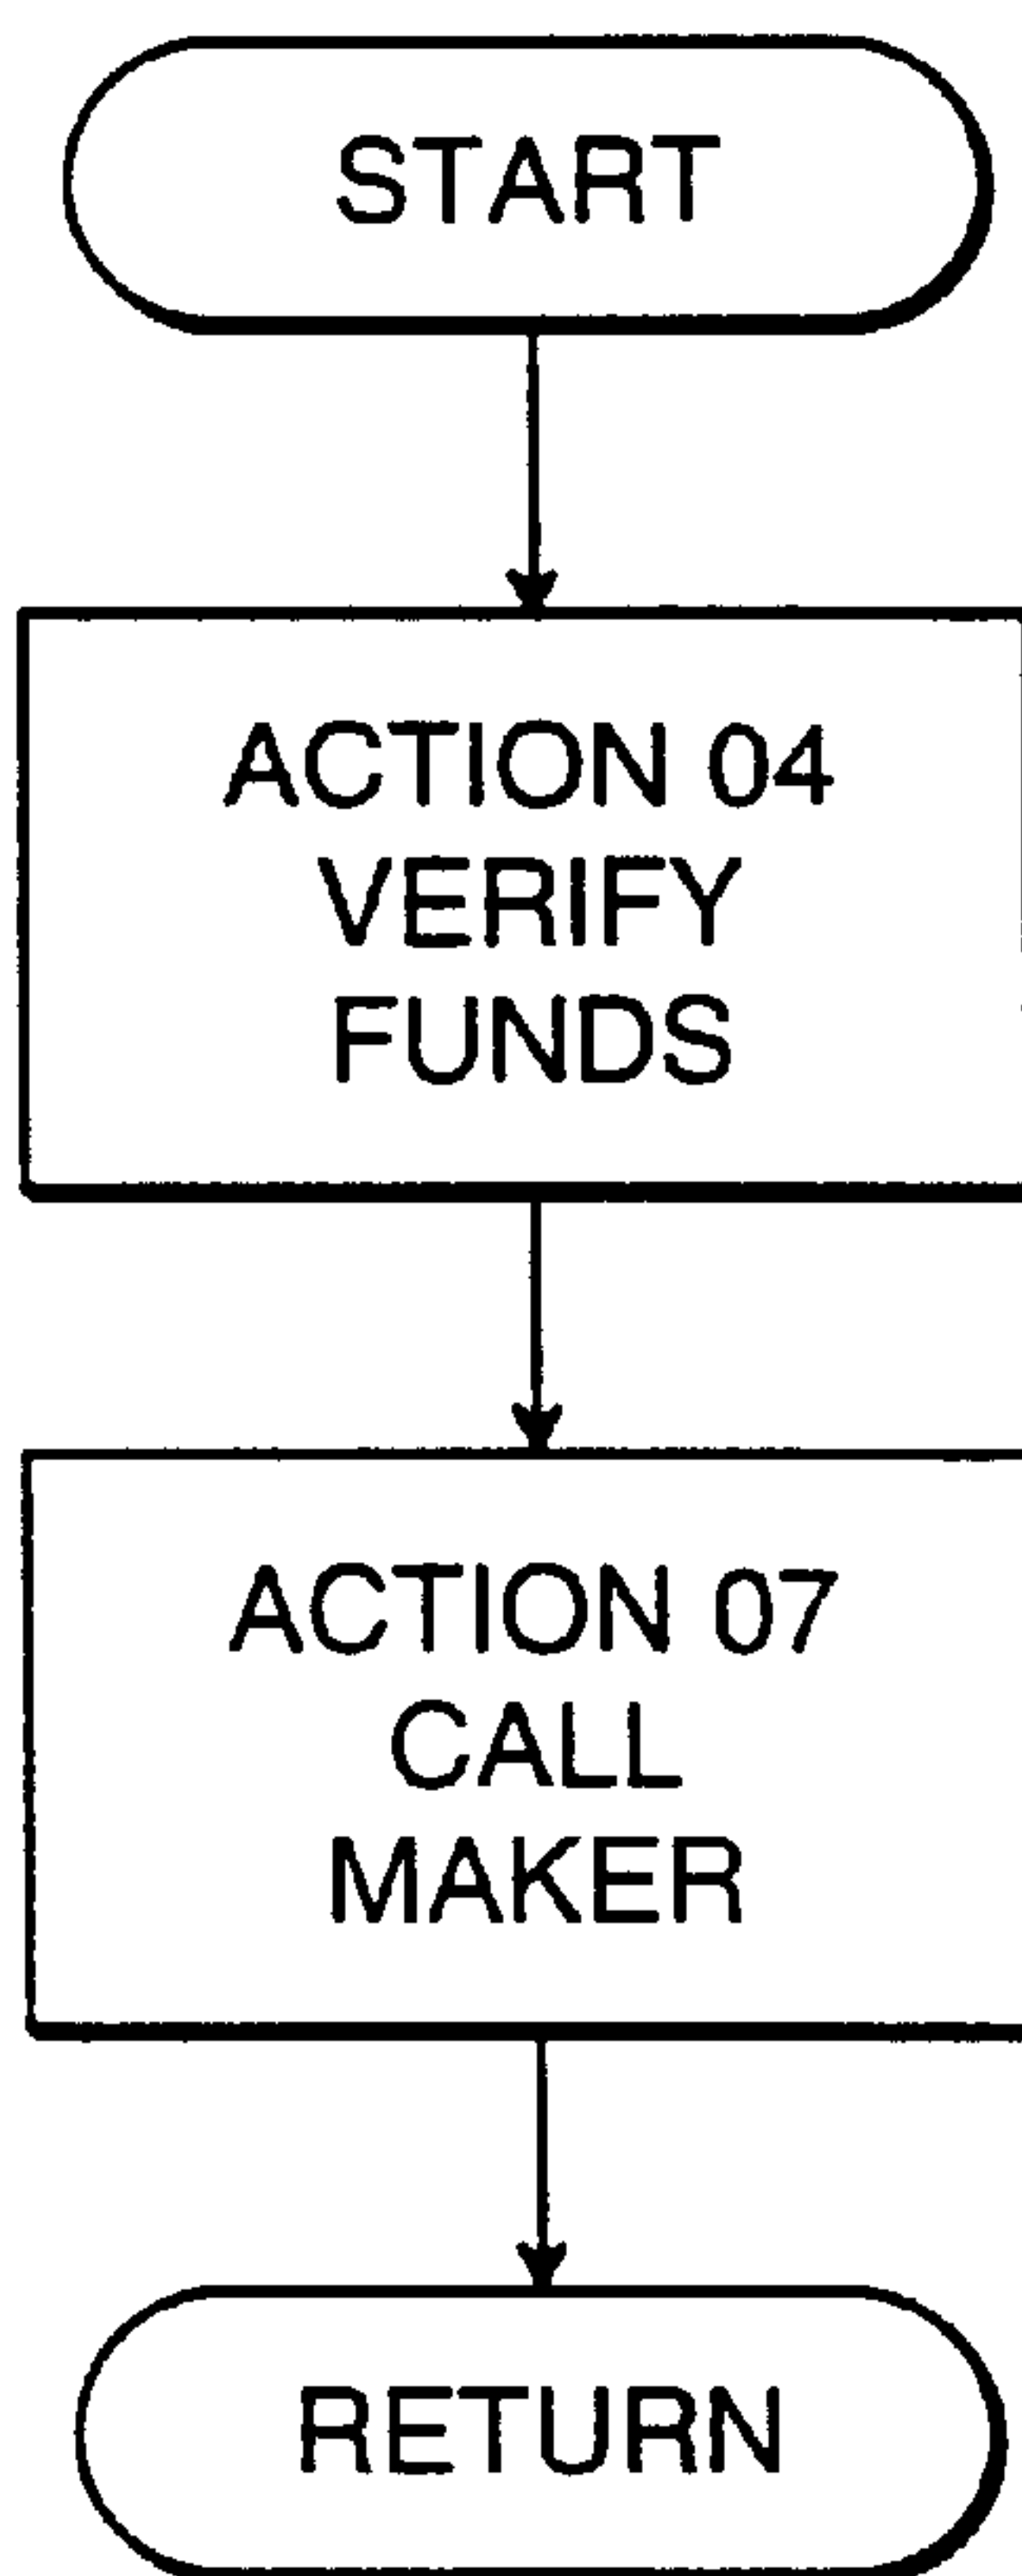 START
ACTION 04
VERIFY
FUNDS
ACTION 07
CALL
MAKER
RETURN